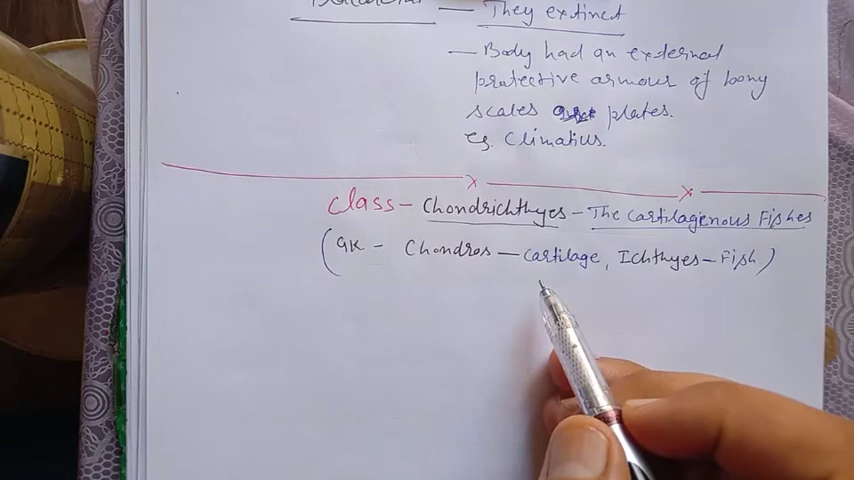 — They extinct
— Body had an external
protective armour of bony
scales plates.
eg. Climatius.
Class – Chondrichthyes – The cartilagenous Fishes
(GK – Chondros – cartilage, Ichthyes – Fish)